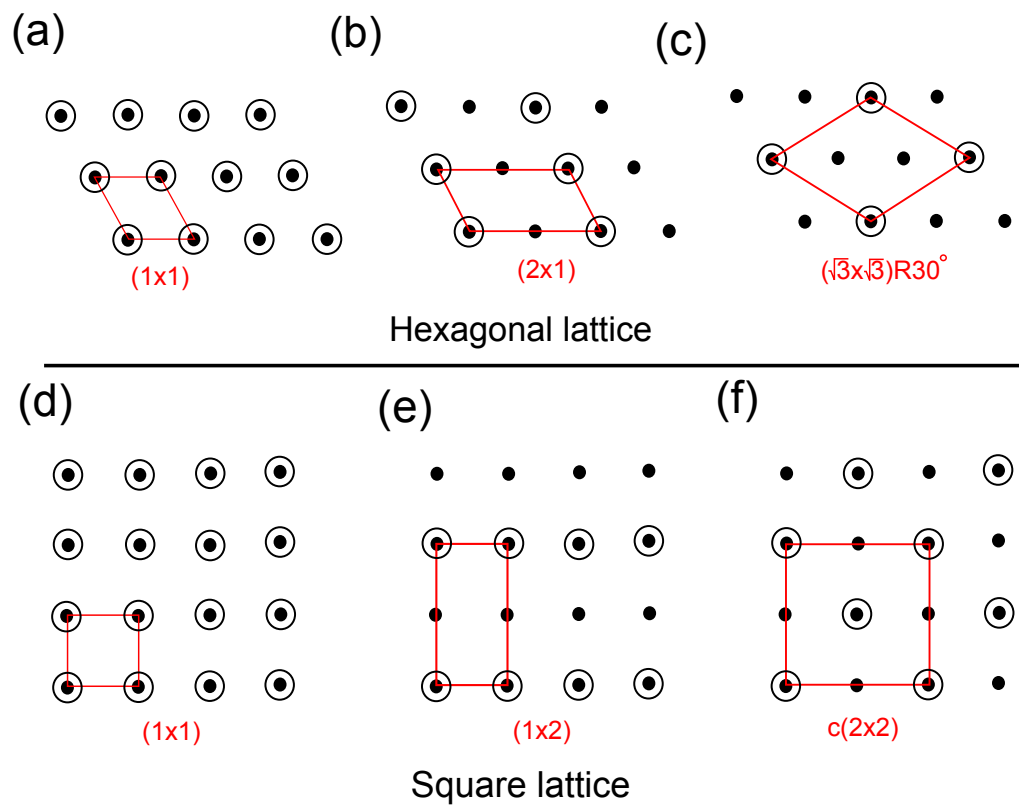 (a)
(b)
(c)
(1x1)
(2x1)
(√3x√3)R30°
Hexagonal lattice
(d)
(e)
(f)
(1x1)
(1x2)
c(2x2)
Square lattice